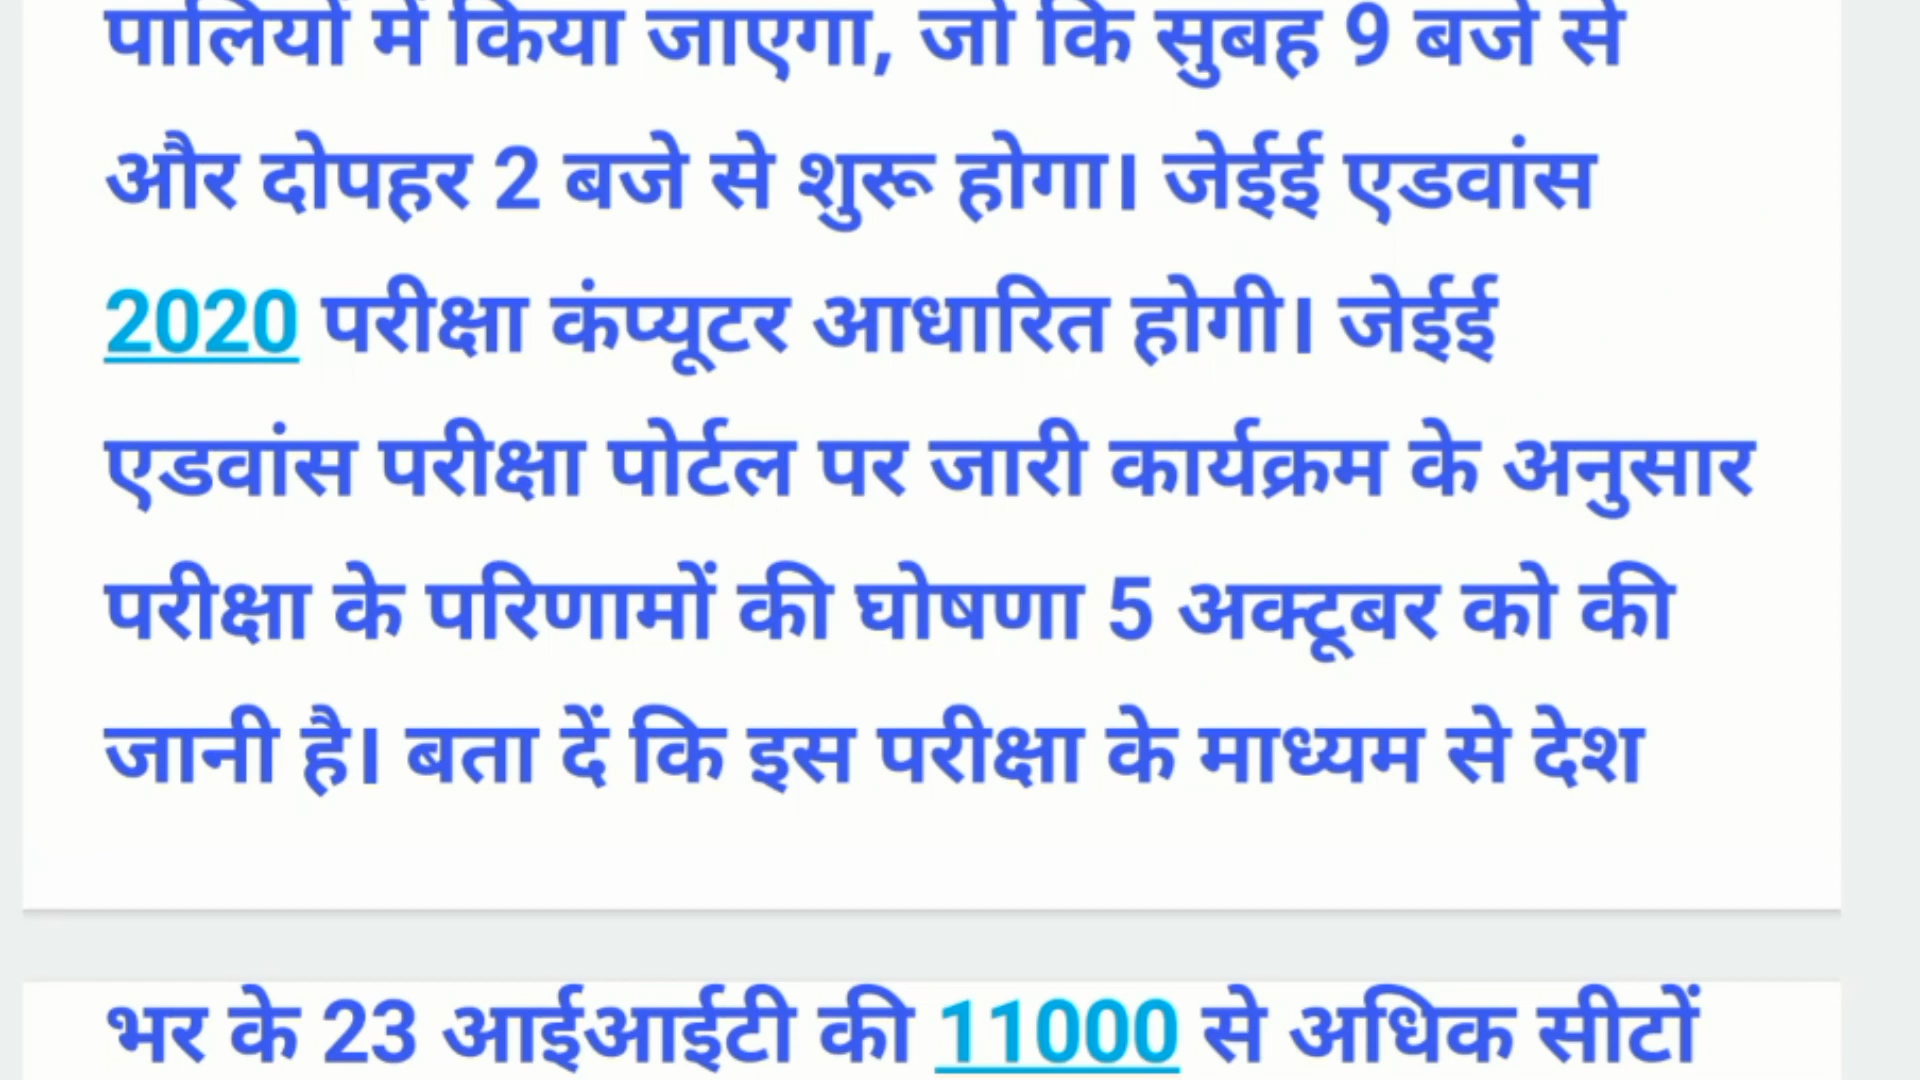 पालियों में किया जाएगा, जो कि सुबह 9 बजे से
और दोपहर 2 बजे से शुरू होगा। जेईई एडवांस
2020 परीक्षा कंप्यूटर आधारित होगी। जेईई
एडवांस परीक्षा पोर्टल पर जारी कार्यक्रम के अनुसार
परीक्षा के परिणामों की घोषणा 5 अक्टूबर को की
जानी है। बता दें कि इस परीक्षा के माध्यम से देश
भर के 23 आईआईटी की 11000 से अधिक सीटों